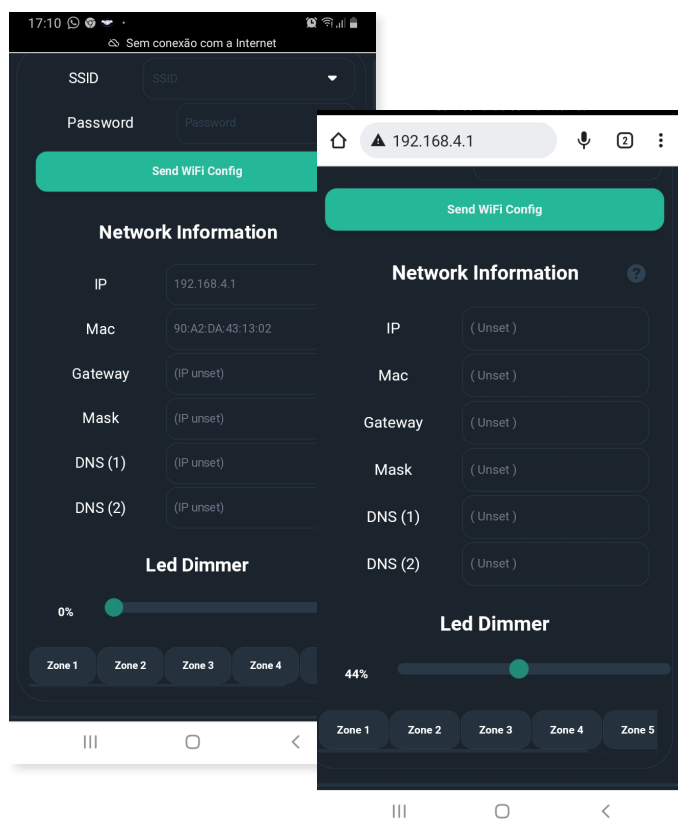 17:10
Sem conexão com a Internet
SSID SSID
Password Password
Send WiFi Config
Network Information
IP 192.168.4.1
Mac 90:A2:DA:43:13:02
Gateway (IP unset)
Mask (IP unset)
DNS (1) (IP unset)
DNS (2) (IP unset)
Led Dimmer
0%
Zone 1 Zone 2 Zone 3 Zone 4
192.168.4.1 2
Send WiFi Config
Network Information ?
IP ( Unset )
Mac ( Unset )
Gateway ( Unset )
Mask ( Unset )
DNS (1) ( Unset )
DNS (2) ( Unset )
Led Dimmer
44%
Zone 1 Zone 2 Zone 3 Zone 4 Zone 5